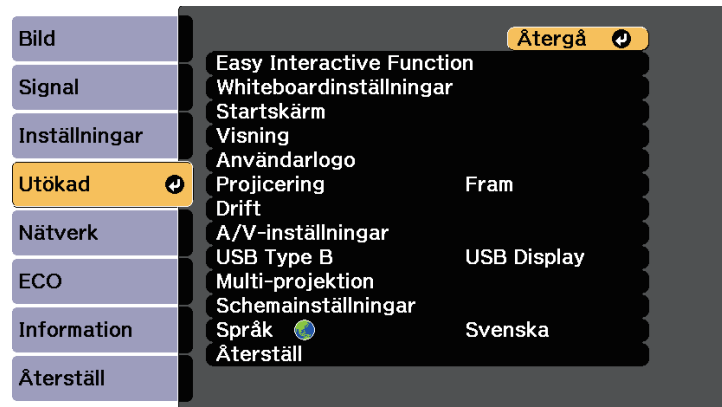 Bild
Signal
Inställningar
Utökad
Nätverk
ECO
Information
Återställ
Återgå
Easy Interactive Function
Whiteboardinställningar
Startskärm
Visning
Användarlogo
Projicering Fram
Drift
A/V-inställningar
USB Type B USB Display
Multi-projektion
Schemainställningar
Språk Svenska
Återställ